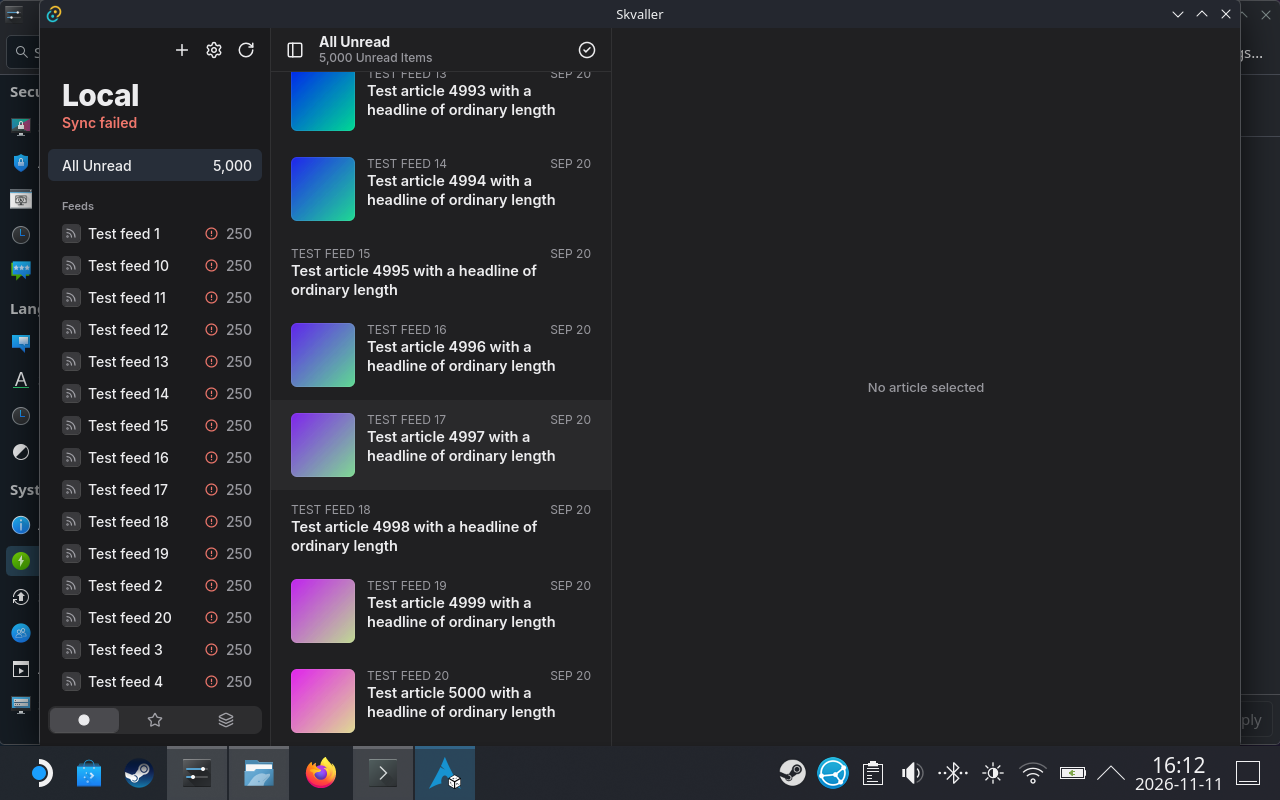 Skvaller
S
gs...
Secu
Lang
Syst
ply
Local
Sync failed
All Unread 5,000
Feeds
Test feed 1 250
Test feed 10 250
Test feed 11 250
Test feed 12 250
Test feed 13 250
Test feed 14 250
Test feed 15 250
Test feed 16 250
Test feed 17 250
Test feed 18 250
Test feed 19 250
Test feed 2 250
Test feed 20 250
Test feed 3 250
Test feed 4 250
All Unread
5,000 Unread Items
TEST FEED 13 SEP 20
Test article 4993 with a
headline of ordinary length
TEST FEED 14 SEP 20
Test article 4994 with a
headline of ordinary length
TEST FEED 15 SEP 20
Test article 4995 with a headline of
ordinary length
TEST FEED 16 SEP 20
Test article 4996 with a
headline of ordinary length
TEST FEED 17 SEP 20
Test article 4997 with a
headline of ordinary length
TEST FEED 18 SEP 20
Test article 4998 with a headline of
ordinary length
TEST FEED 19 SEP 20
Test article 4999 with a
headline of ordinary length
TEST FEED 20 SEP 20
Test article 5000 with a
headline of ordinary length
No article selected
16:12
2026-11-11